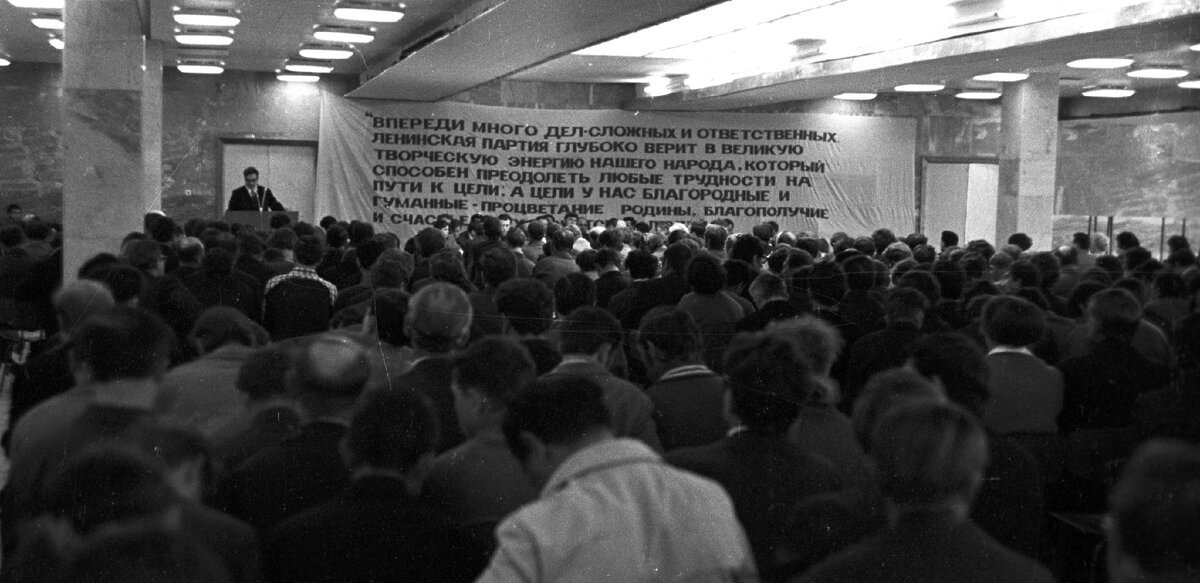 "ВПЕРЕДИ МНОГО ДЕЛ-СЛОЖНЫХ И ОТВЕТСТВЕННЫХ.
ЛЕНИНСКАЯ ПАРТИЯ ГЛУБОКО ВЕРИТ В ВЕЛИКУЮ
ТВОРЧЕСКУЮ ЭНЕРГИЮ НАШЕГО НАРОДА, КОТОРЫЙ
СПОСОБЕН ПРЕОДОЛЕТЬ ЛЮБЫЕ ТРУДНОСТИ НА
ПУТИ К ЦЕЛИ; А ЦЕЛИ У НАС БЛАГОРОДНЫЕ И
ГУМАННЫЕ - ПРОЦВЕТАНИЕ РОДИНЫ, БЛАГОПОЛУЧИЕ
И СЧАСТЬЕ